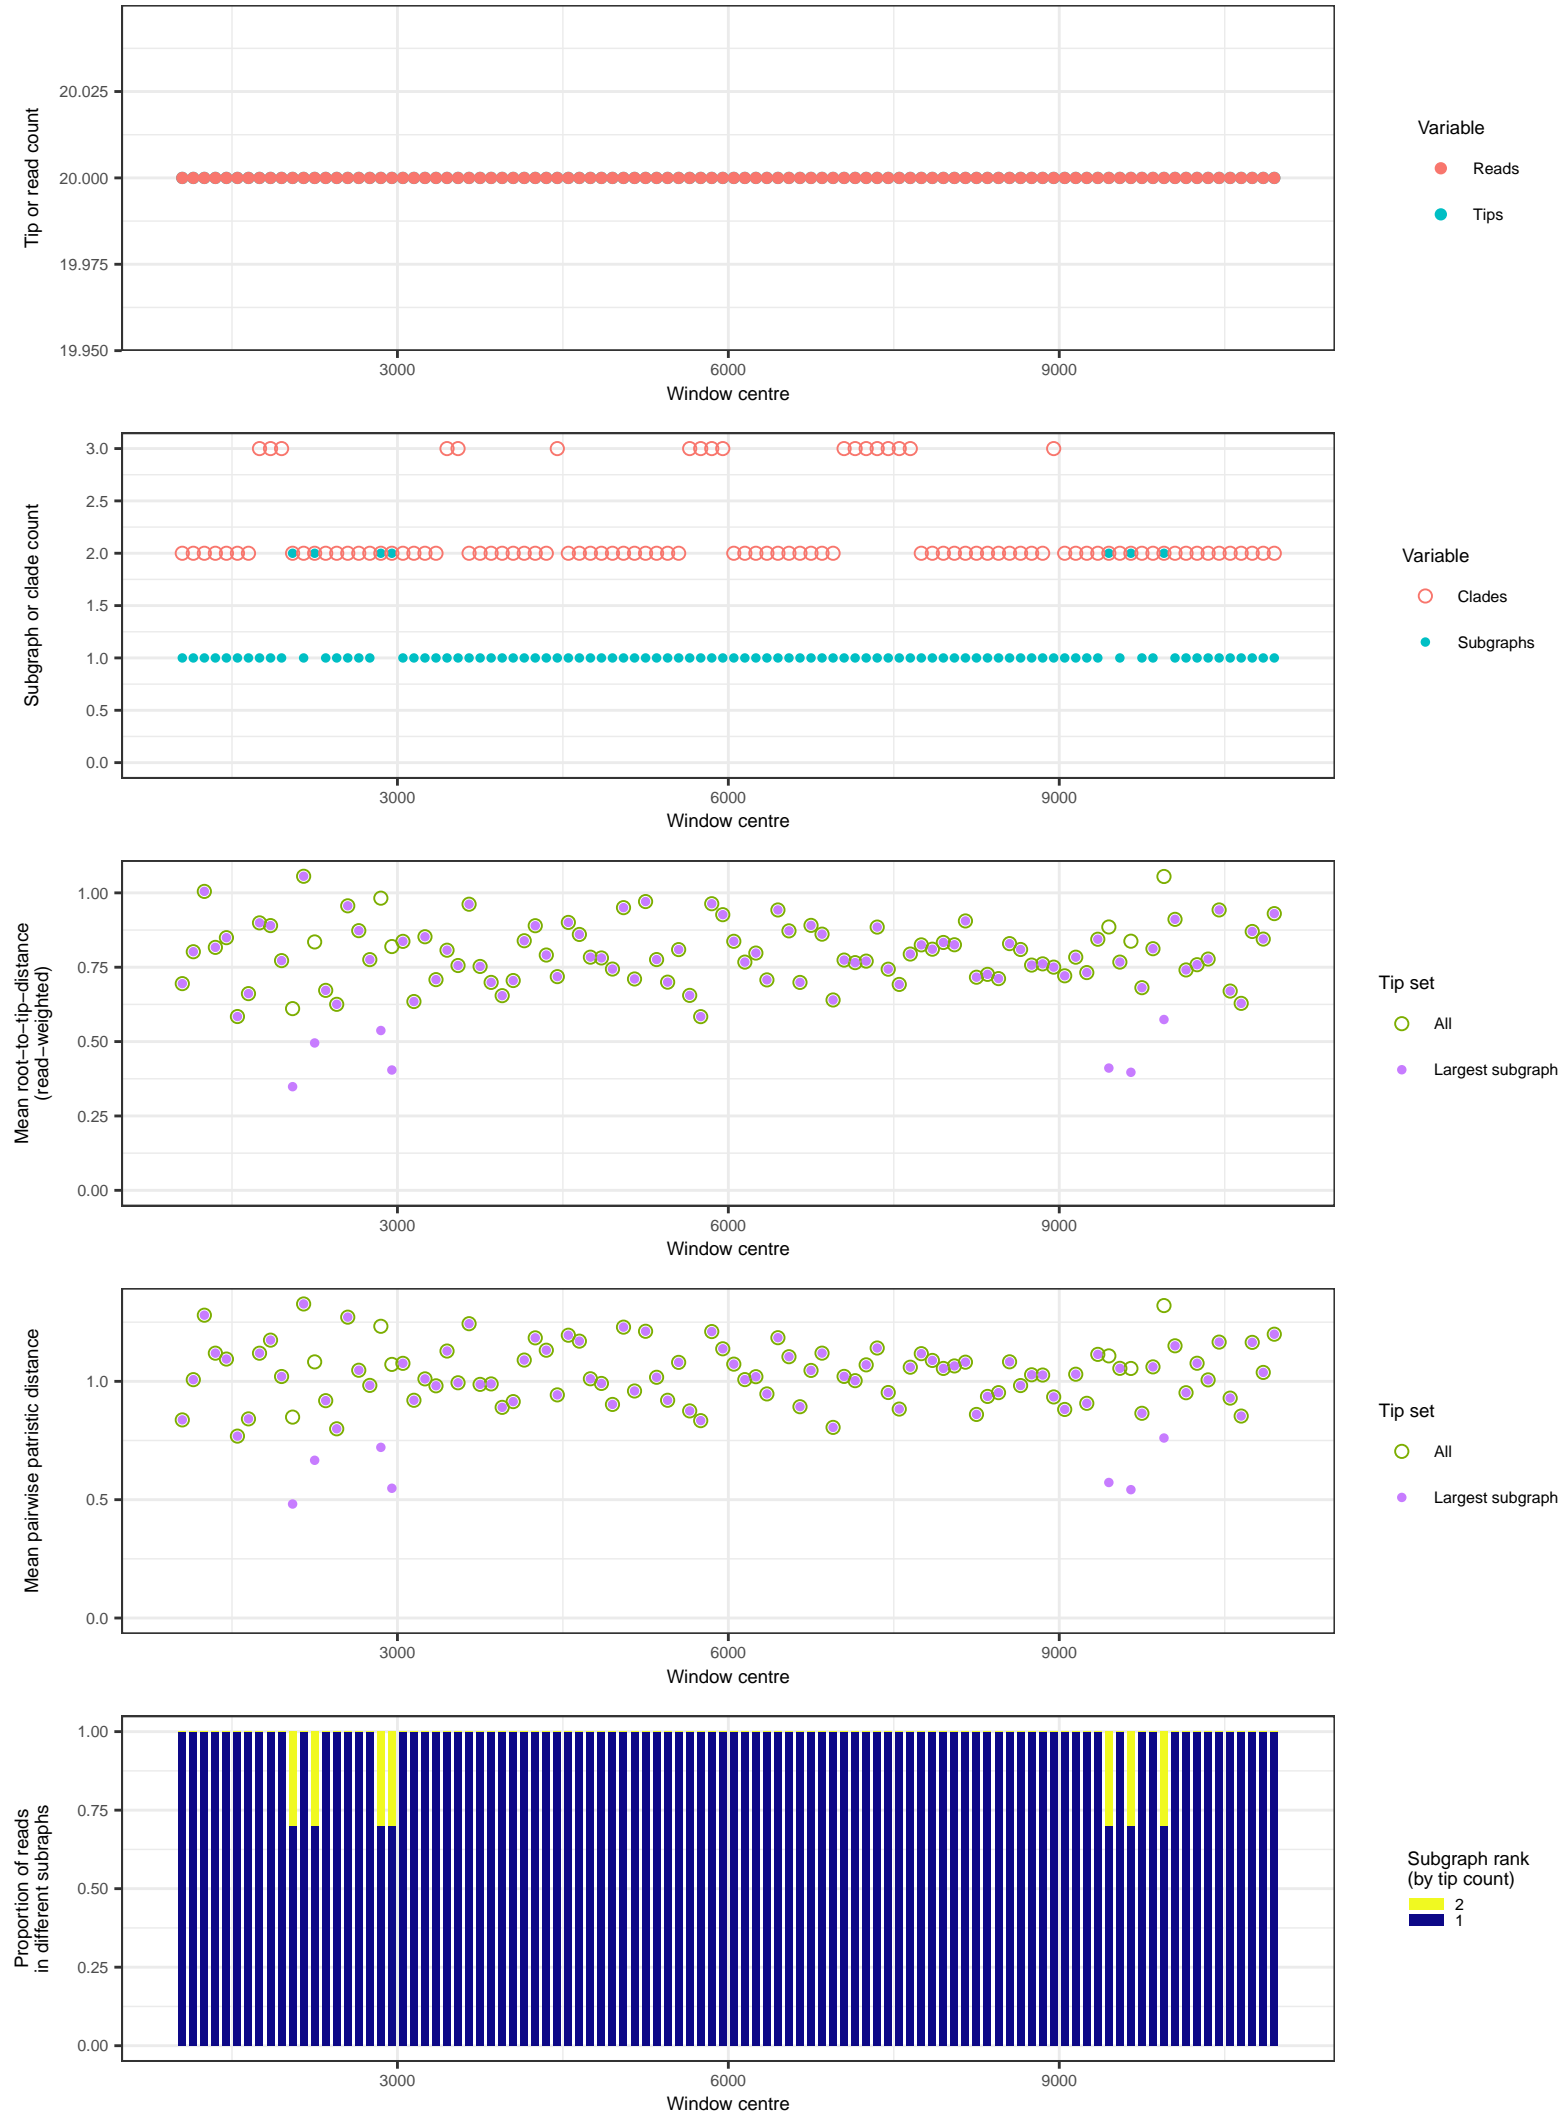 20.025
20.000
19.975
19.950
Tip or read count
3000
6000
9000
Window centre
Variable
Reads
Tips
3.0
2.5
2.0
1.5
1.0
0.5
0.0
Subgraph or clade count
3000
6000
9000
Window centre
Variable
Clades
Subgraphs
1.00
0.75
0.50
0.25
0.00
Mean root−to−tip−distance
(read−weighted)
3000
6000
9000
Window centre
Tip set
All
Largest subgraph
1.0
0.5
0.0
Mean pairwise patristic distance
3000
6000
9000
Window centre
Tip set
All
Largest subgraph
1.00
0.75
0.50
0.25
0.00
Proportion of reads
in different subraphs
3000
6000
9000
Window centre
Subgraph rank
(by tip count)
2
1